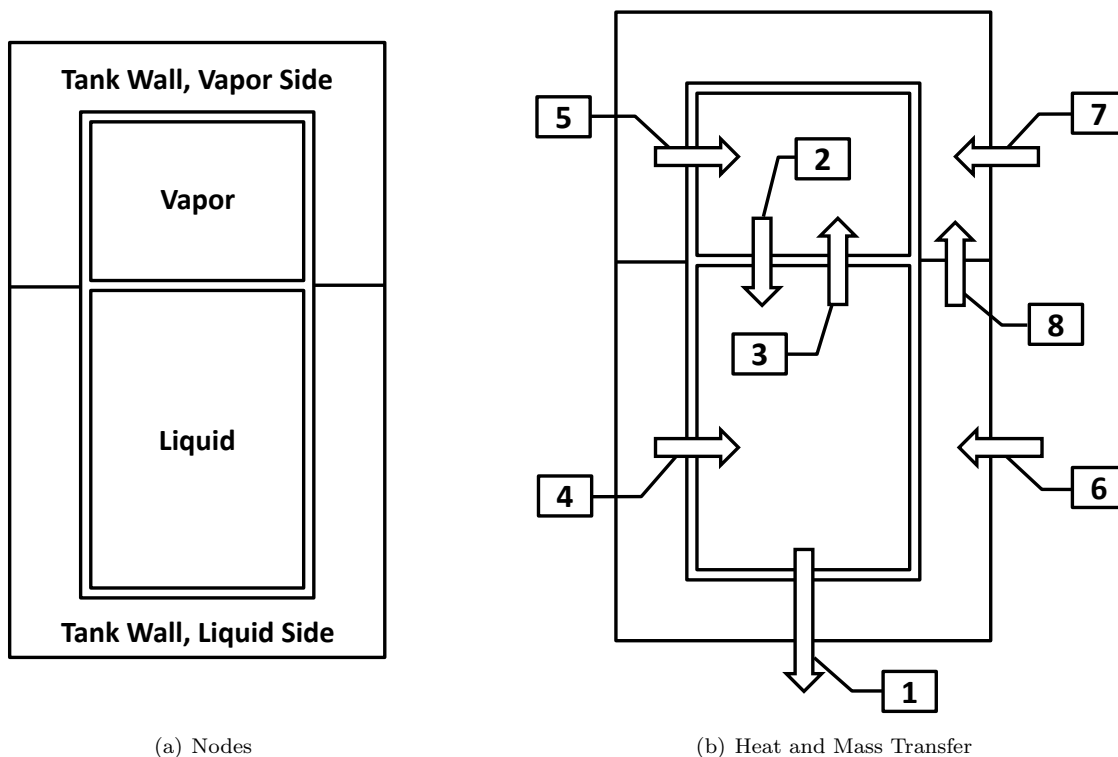 Tank Wall, Vapor Side
Vapor
Liquid
Tank Wall, Liquid Side
(a) Nodes
5
7
2
3
8
4
6
1
(b) Heat and Mass Transfer